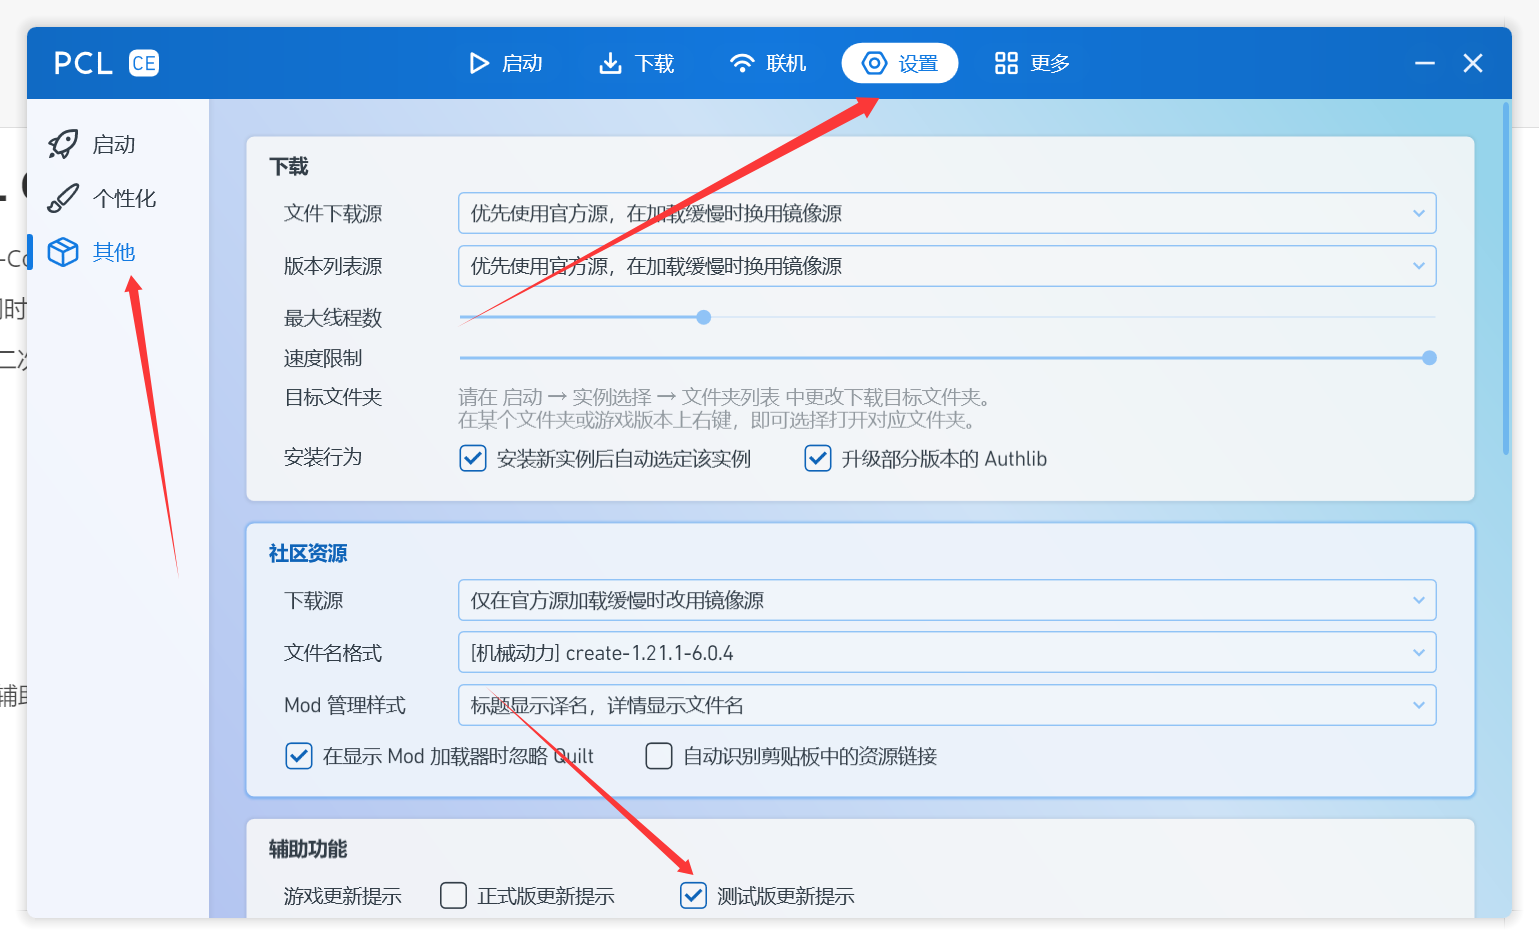 PCL CE
启动
下载
联机
设置
更多
启动
个性化
其他
下载
文件下载源
优先使用官方源，在加载缓慢时换用镜像源
版本列表源
优先使用官方源，在加载缓慢时换用镜像源
最大线程数
速度限制
目标文件夹
请在 启动 → 实例选择 → 文件夹列表 中更改下载目标文件夹。
在某个文件夹或游戏版本上右键，即可选择打开对应文件夹。
安装行为
安装新实例后自动选定该实例
升级部分版本的 Authlib
社区资源
下载源
仅在官方源加载缓慢时改用镜像源
文件名格式
[机械动力] create-1.21.1-6.0.4
Mod 管理样式
标题显示译名，详情显示文件名
在显示 Mod 加载器时忽略 Quilt
自动识别剪贴板中的资源链接
辅助功能
游戏更新提示
正式版更新提示
测试版更新提示